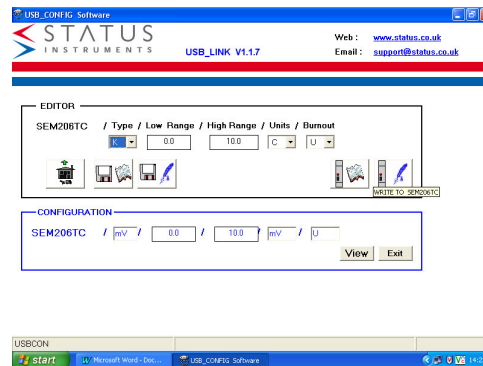 USB_CONFIG Software
STATUS
INSTRUMENTS
USB_LINK V1.1.7
Web : www.status.co.uk
Email : support@status.co.uk
EDITOR
SEM206TC / Type / Low Range / High Range / Units / Burnout
K 0.0 10.0 C U
WRITE TO SEM206TC
CONFIGURATION
SEM206TC / mV / 0.0 / 10.0 / mV / U
View Exit
USBCON
start Microsoft Word - Doc... USB_CONFIG Software